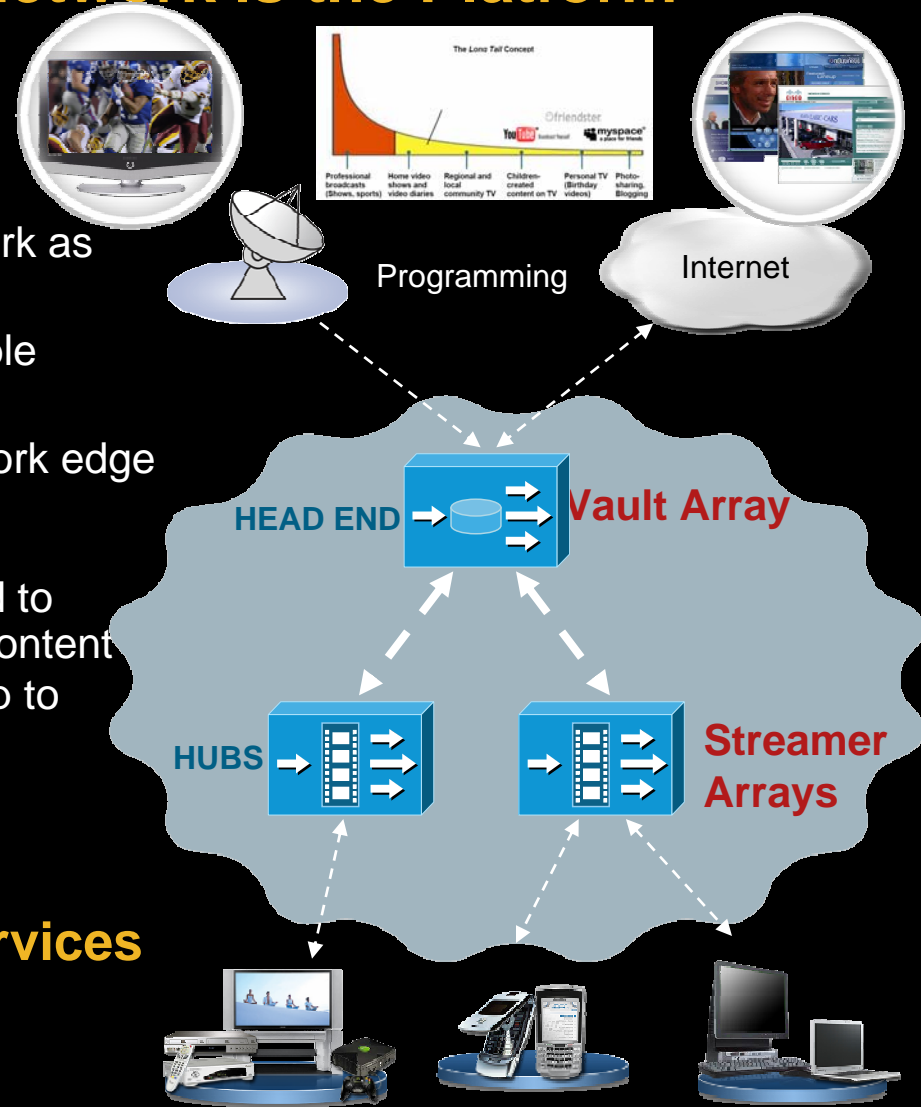 The Long Tail Concept
friendster
YouTube
myspace
a place for friends
Professional broadcasts (Shows, sports)
Home video shows and video diaries
Regional and local community TV
Children-created content on TV
Personal TV (Birthday videos)
Photo-sharing, Blogging
rk as
Programming
Internet
ple
ork edge
HEAD END
Vault Array
l to
ontent
o to
HUBS
Streamer
Arrays
rvices